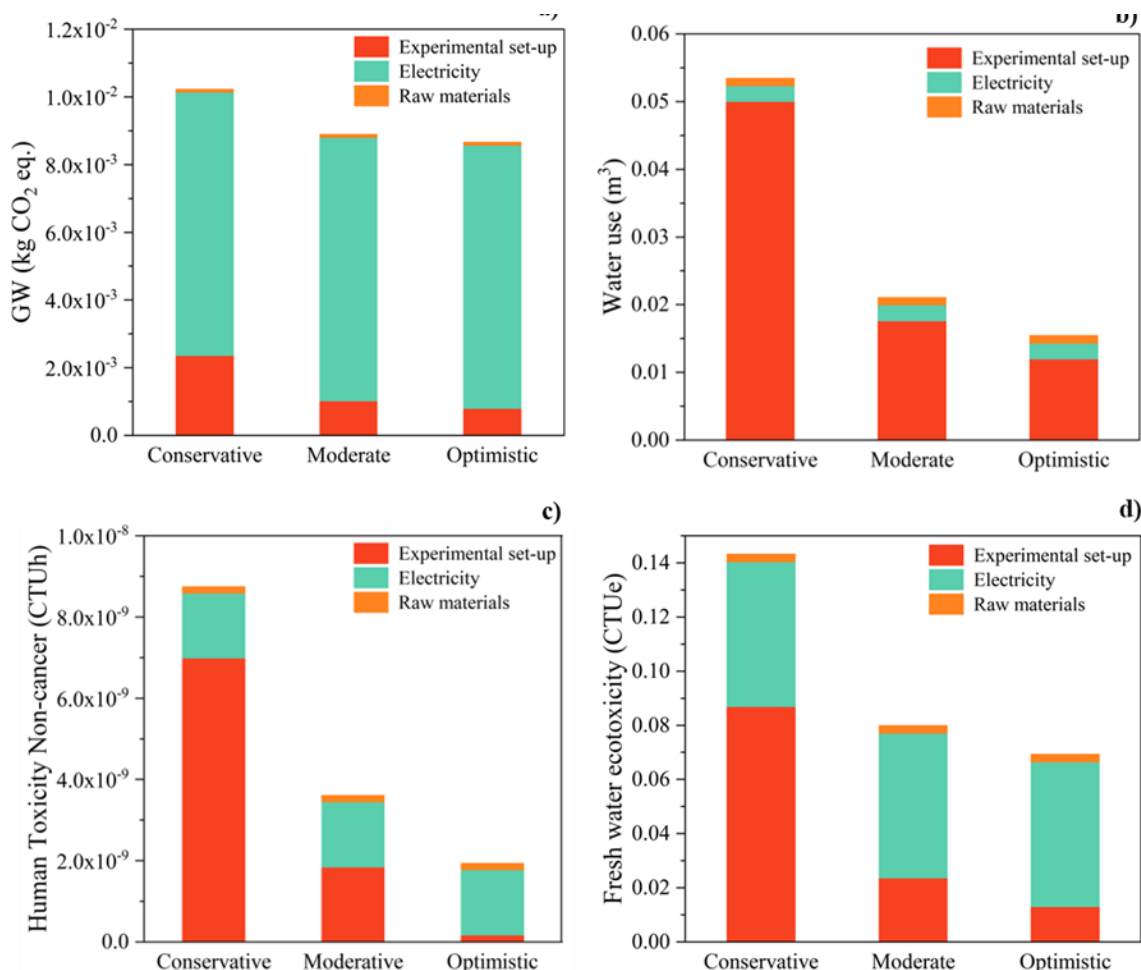 a)
1.2x10⁻²
1.0x10⁻²
8.0x10⁻³
6.0x10⁻³
4.0x10⁻³
2.0x10⁻³
0.0
GW (kg CO₂ eq.)
Experimental set-up
Electricity
Raw materials
Conservative Moderate Optimistic
b)
0.06
0.05
0.04
0.03
0.02
0.01
0.00
Water use (m³)
Experimental set-up
Electricity
Raw materials
Conservative Moderate Optimistic
c)
1.0x10⁻⁸
8.0x10⁻⁹
6.0x10⁻⁹
4.0x10⁻⁹
2.0x10⁻⁹
0.0
Human Toxicity Non-cancer (CTUh)
Experimental set-up
Electricity
Raw materials
Conservative Moderative Optimistic
d)
0.14
0.12
0.10
0.08
0.06
0.04
0.02
0.00
Fresh water ecotoxicity (CTUe)
Experimental set-up
Electricity
Raw materials
Conservative Moderate Optimistic